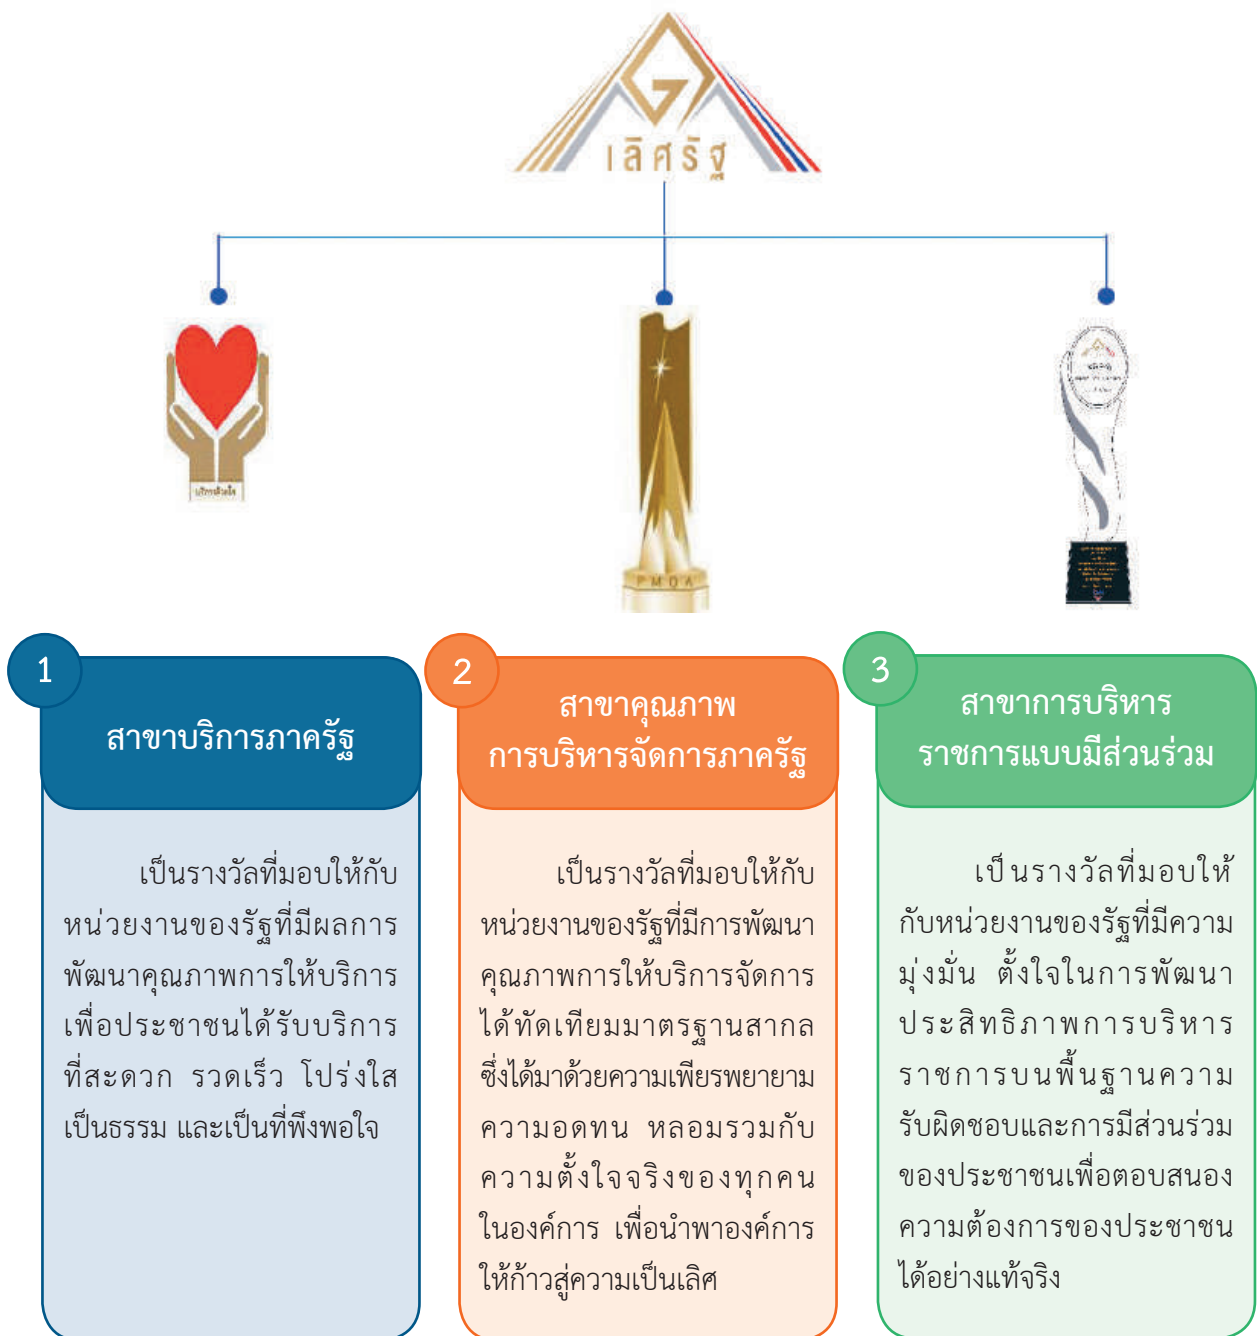 เลิศรัฐ
บริการด้วยใจ
PMQA
1
สาขาบริการภาครัฐ
เป็นรางวัลที่มอบให้กับ
หน่วยงานของรัฐที่มีผลการ
พัฒนาคุณภาพการให้บริการ
เพื่อประชาชนได้รับบริการ
ที่สะดวก รวดเร็ว โปร่งใส
เป็นธรรม และเป็นที่พึงพอใจ
2
สาขาคุณภาพ
การบริหารจัดการภาครัฐ
เป็นรางวัลที่มอบให้กับ
หน่วยงานของรัฐที่มีการพัฒนา
คุณภาพการให้บริการจัดการ
ได้ทัดเทียมมาตรฐานสากล
ซึ่งได้มาด้วยความเพียรพยายาม
ความอดทน หลอมรวมกับ
ความตั้งใจจริงของทุกคน
ในองค์การ เพื่อนำพาองค์การ
ให้ก้าวสู่ความเป็นเลิศ
3
สาขาการบริหาร
ราชการแบบมีส่วนร่วม
เป็นรางวัลที่มอบให้
กับหน่วยงานของรัฐที่มีความ
มุ่งมั่น ตั้งใจในการพัฒนา
ประสิทธิภาพการบริหาร
ราชการบนพื้นฐานความ
รับผิดชอบและการมีส่วนร่วม
ของประชาชนเพื่อตอบสนอง
ความต้องการของประชาชน
ได้อย่างแท้จริง